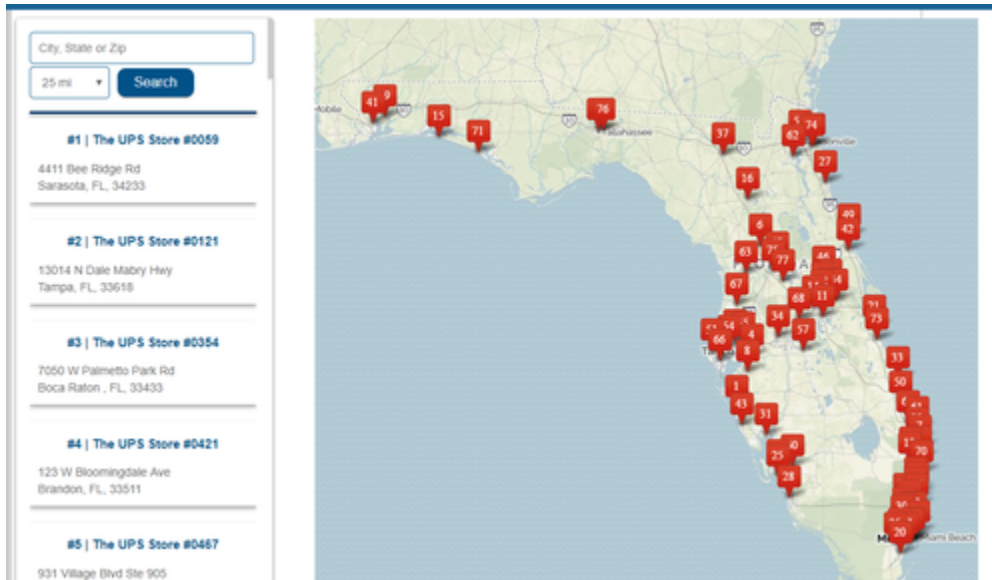 City, State or Zip
25 mi
Search
#1 | The UPS Store #0059
4411 Bee Ridge Rd
Sarasota, FL, 34233
#2 | The UPS Store #0121
13014 N Dale Mabry Hwy
Tampa, FL, 33618
#3 | The UPS Store #0354
7050 W Palmetto Park Rd
Boca Raton , FL, 33433
#4 | The UPS Store #0421
123 W Bloomingdale Ave
Brandon, FL, 33511
#5 | The UPS Store #0467
931 Village Blvd Ste 905
Mobile
41
9
15
71
76
37
74
62
27
16
49
42
6
63
77
46
67
68
11
34
57
66
4
8
73
33
50
1
43
31
25
28
70
20
Miami Beach